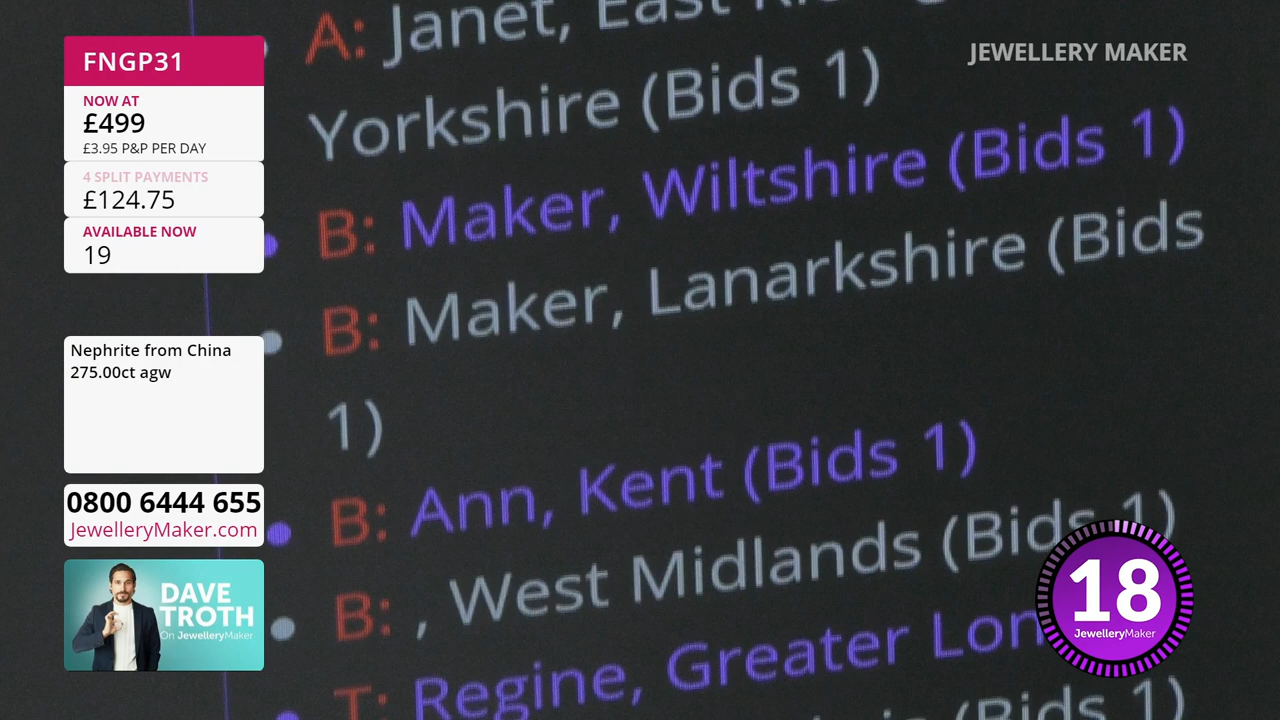 FNGP31
NOW AT
£499
£3.95 P&P PER DAY
4 SPLIT PAYMENTS
£124.75
AVAILABLE NOW
19
Nephrite from China
275.00ct agw
0800 6444 655
JewelleryMaker.com
DAVE
TROTH
On JewelleryMaker
JEWELLERY MAKER
A: Janet, East
Yorkshire (Bids 1)
B: Maker, Wiltshire (Bids 1)
B: Maker, Lanarkshire (Bids
1)
B: Ann, Kent (Bids 1)
B: , West Midlands (Bids 1)
T: Regine, Greater
(Bids 1)
18
JewelleryMaker